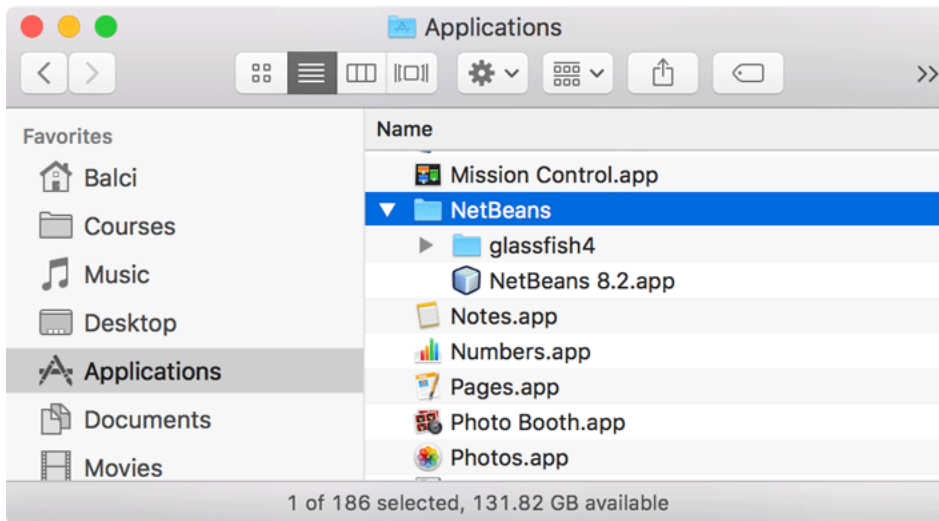 Applications
Favorites
Balci
Courses
Music
Desktop
Applications
Documents
Movies
Name
Mission Control.app
NetBeans
glassfish4
NetBeans 8.2.app
Notes.app
Numbers.app
Pages.app
Photo Booth.app
Photos.app
1 of 186 selected, 131.82 GB available